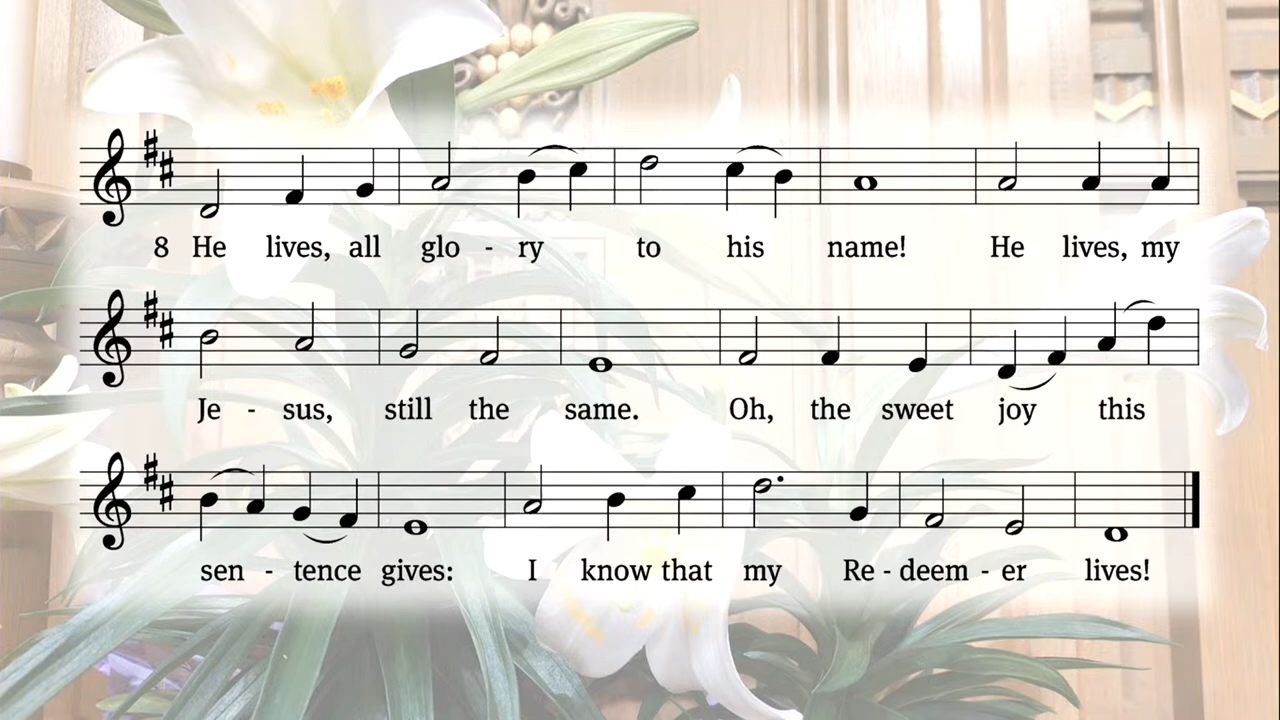 8 He lives, all glo - ry to his name! He lives, my
Je - sus, still the same. Oh, the sweet joy this
sen - tence gives: I know that my Re - deem - er lives!